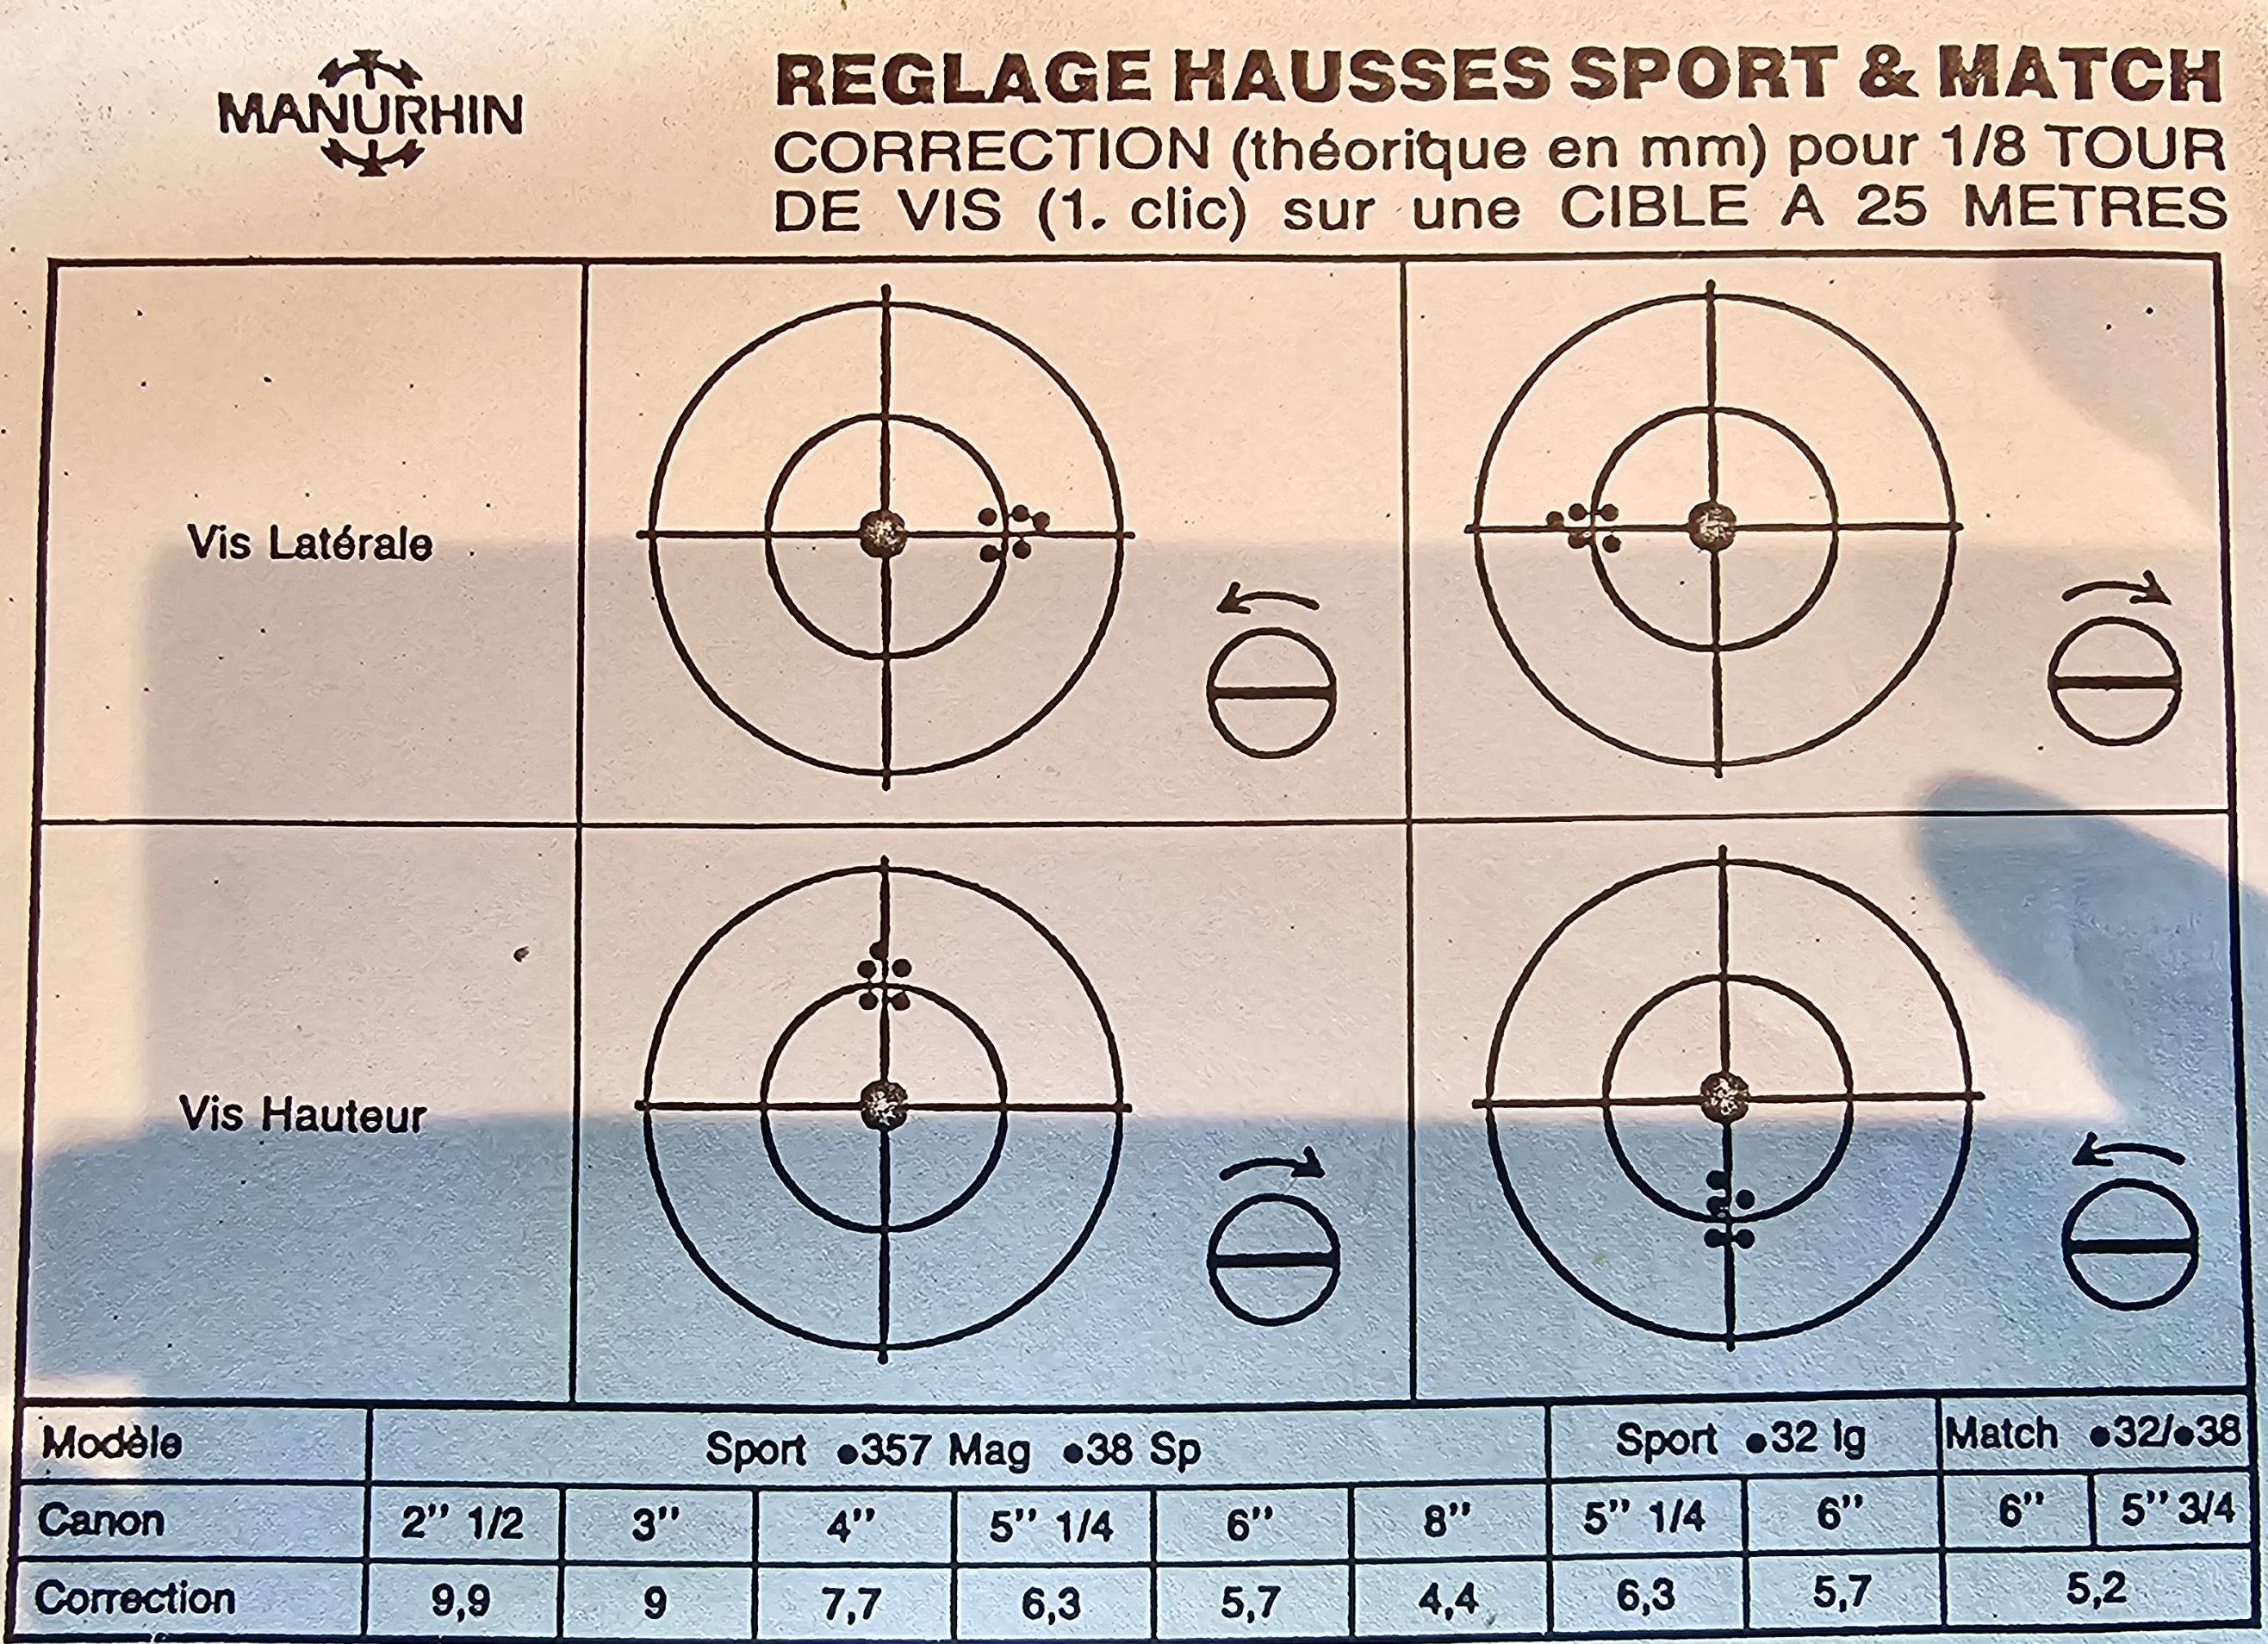 MANURHIN
REGLAGE HAUSSES SPORT & MATCH
CORRECTION (théorique en mm) pour 1/8 TOUR
DE VIS (1. clic) sur une CIBLE A 25 METRES
Vis Latérale
Vis Hauteur
Modèle Sport •357 Mag •38 Sp Sport •32 lg Match •32/•38
Canon 2" 1/2 3" 4" 5" 1/4 6" 8" 5" 1/4 6" 6" 5" 3/4
Correction 9,9 9 7,7 6,3 5,7 4,4 6,3 5,7 5,2